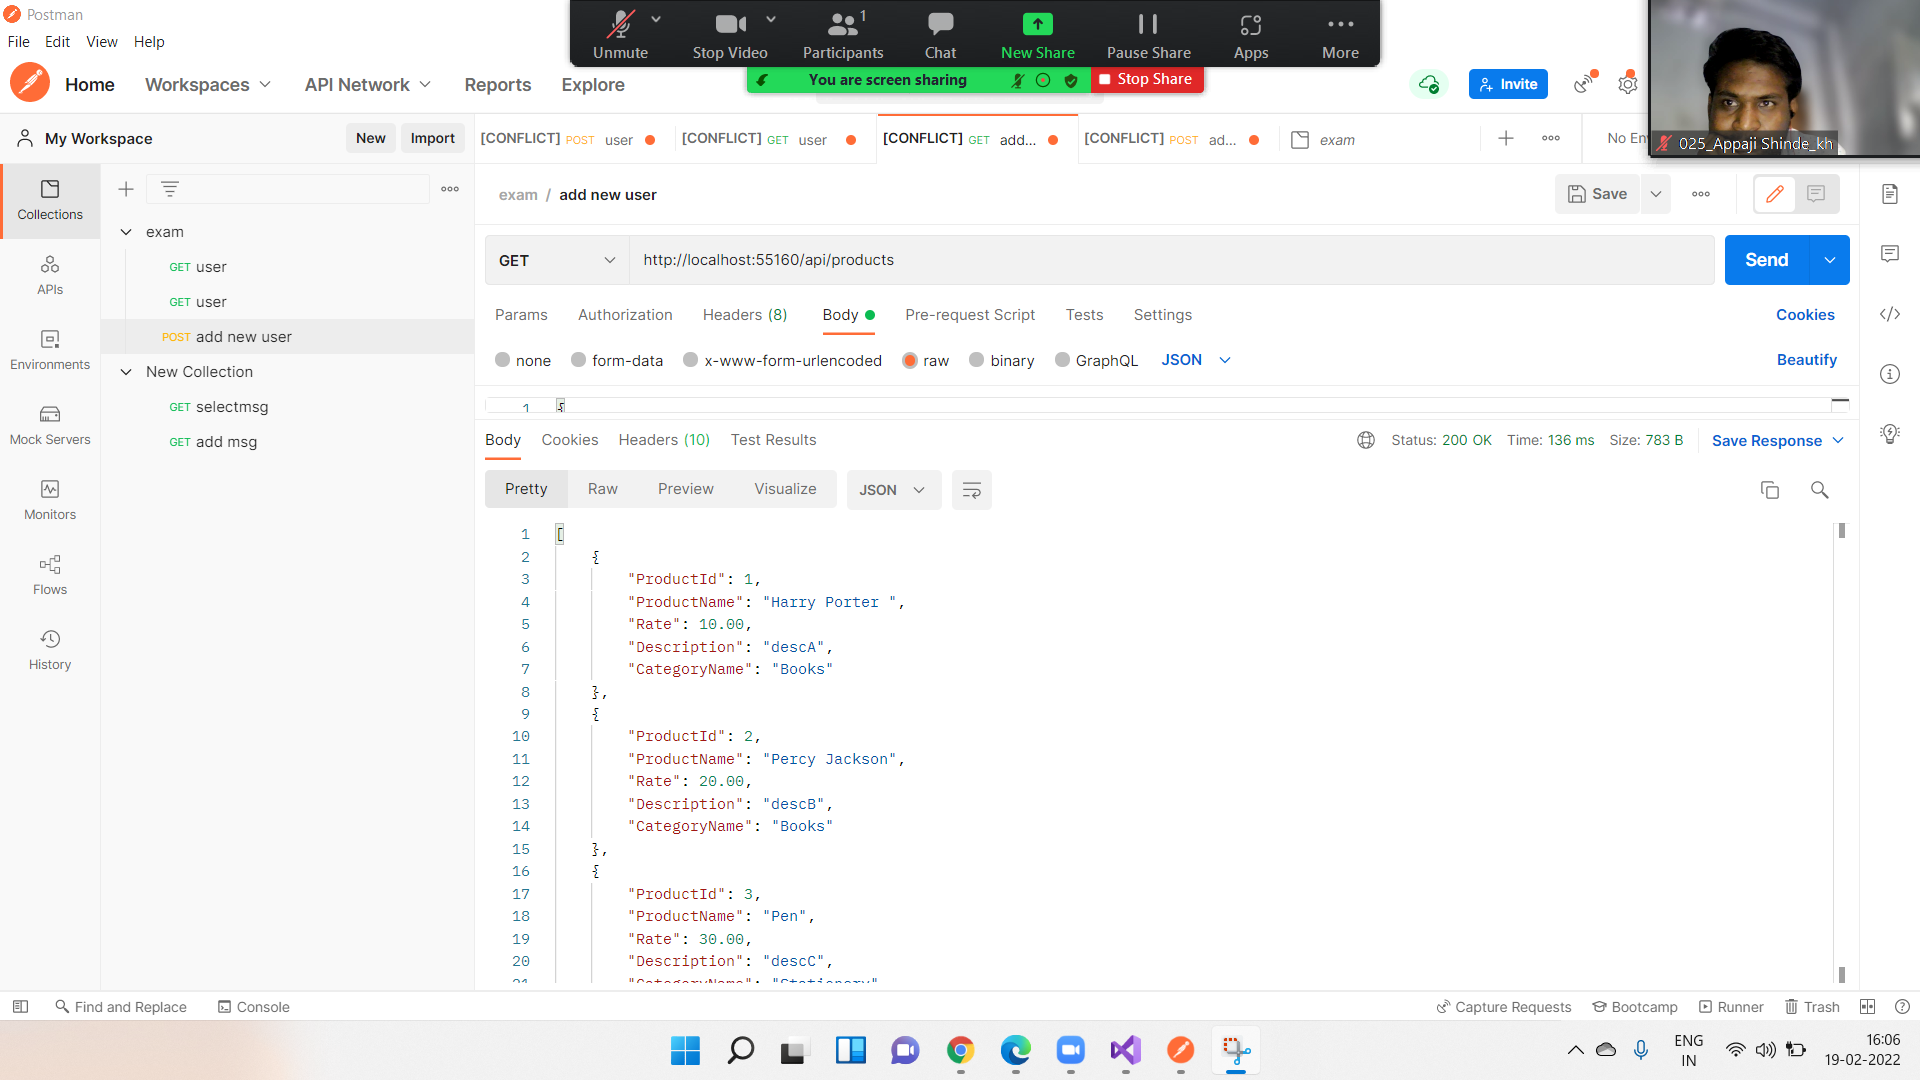 Postman
File Edit View Help
Unmute Stop Video Participants 1 Chat New Share Pause Share Apps More
You are screen sharing Stop Share
Home Workspaces API Network Reports Explore
Invite
025_Appaji Shinde_kh
My Workspace New Import
[CONFLICT] POST user [CONFLICT] GET user [CONFLICT] GET add... [CONFLICT] POST ad... exam
Collections
APIs
Environments
Mock Servers
Monitors
Flows
History
exam
GET user
GET user
POST add new user
New Collection
GET selectmsg
GET add msg
exam / add new user
Save
GET http://localhost:55160/api/products
Send
Params Authorization Headers (8) Body Pre-request Script Tests Settings
Cookies
none form-data x-www-form-urlencoded raw binary GraphQL JSON
Beautify
1 {
Body Cookies Headers (10) Test Results
Status: 200 OK Time: 136 ms Size: 783 B Save Response
Pretty Raw Preview Visualize JSON
1 [
2 {
3 "ProductId": 1,
4 "ProductName": "Harry Porter ",
5 "Rate": 10.00,
6 "Description": "descA",
7 "CategoryName": "Books"
8 },
9 {
10 "ProductId": 2,
11 "ProductName": "Percy Jackson",
12 "Rate": 20.00,
13 "Description": "descB",
14 "CategoryName": "Books"
15 },
16 {
17 "ProductId": 3,
18 "ProductName": "Pen",
19 "Rate": 30.00,
20 "Description": "descC",
21 "CategoryName": "Stationery"
Find and Replace Console
Capture Requests Bootcamp Runner Trash
ENG
IN
16:06
19-02-2022